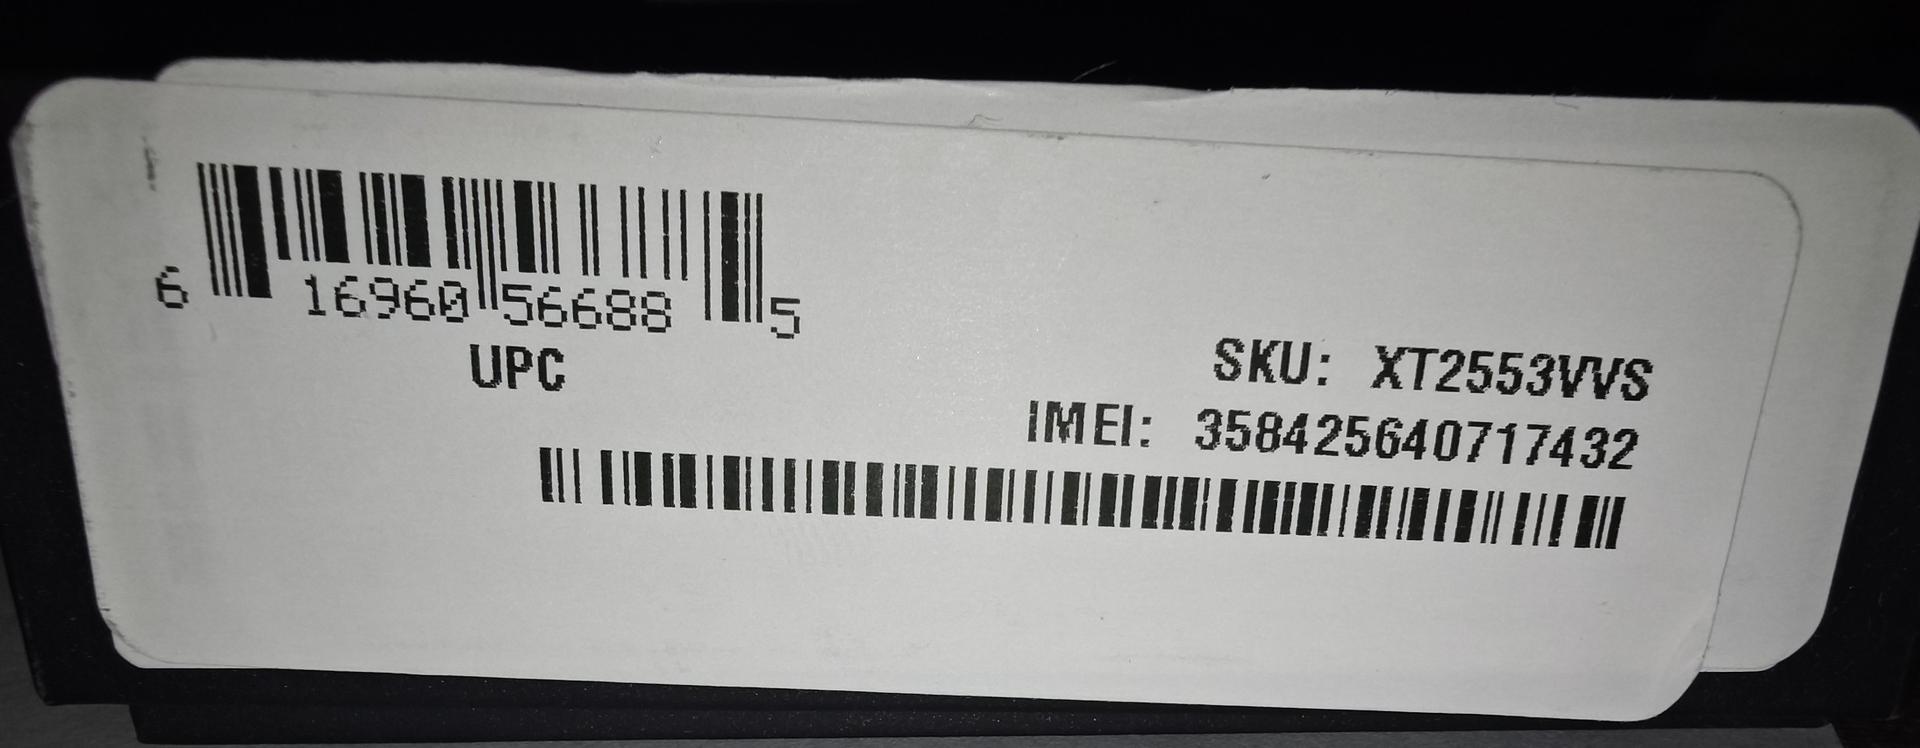 6 16960 56688 5
UPC
SKU: XT2553VVS
IMEI: 358425640717432